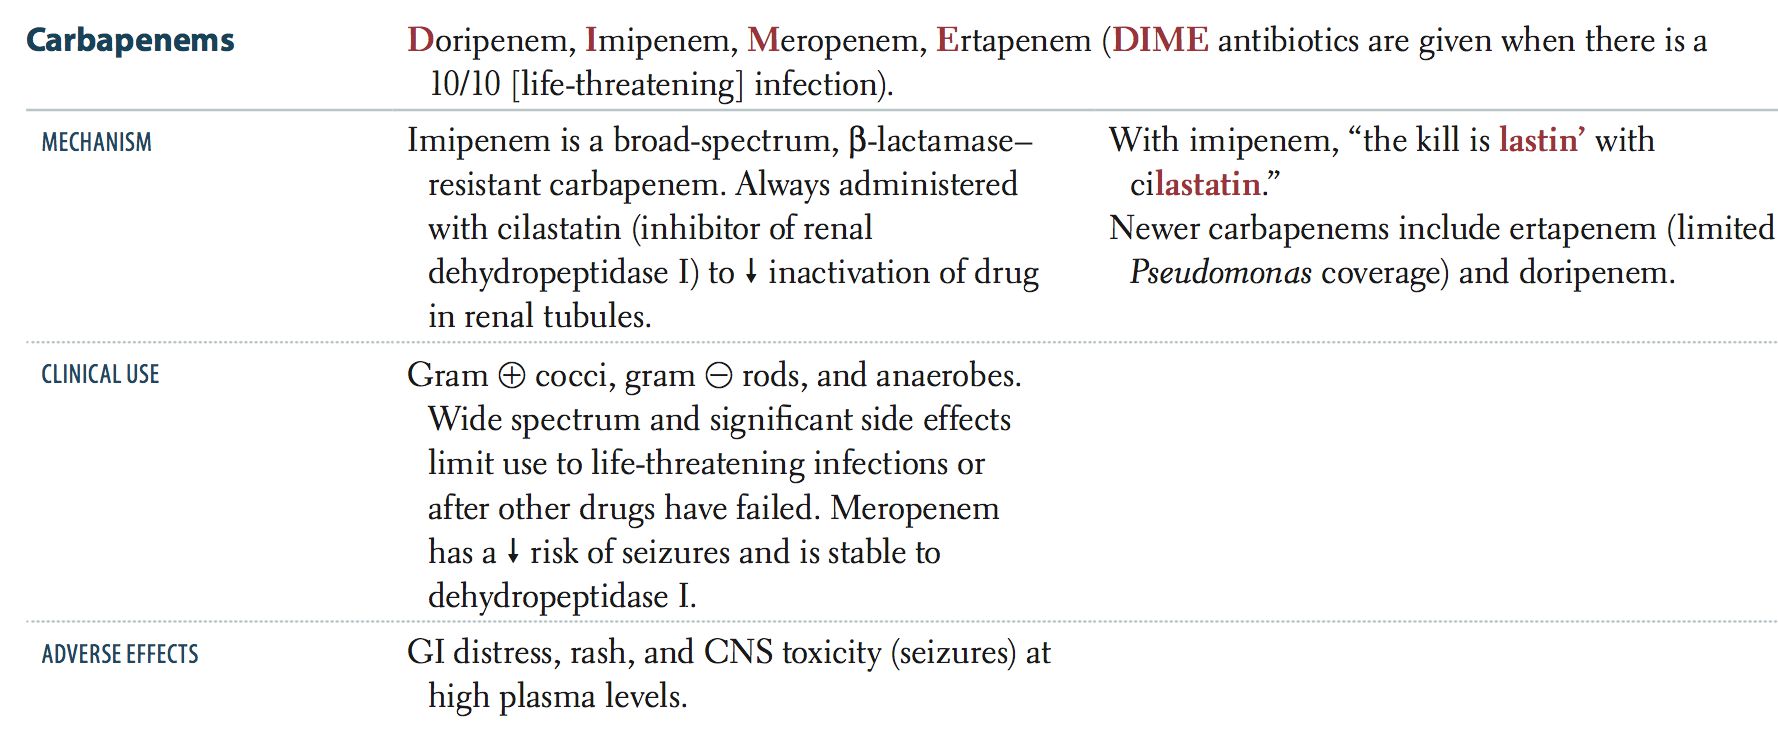 Carbapenems
Doripenem, Imipenem, Meropenem, Ertapenem (DIME antibiotics are given when there is a
10/10 [life-threatening] infection).
MECHANISM
Imipenem is a broad-spectrum, β-lactamase–
resistant carbapenem. Always administered
with cilastatin (inhibitor of renal
dehydropeptidase I) to ↓ inactivation of drug
in renal tubules.
With imipenem, “the kill is lastin’ with
cilastatin.”
Newer carbapenems include ertapenem (limited
Pseudomonas coverage) and doripenem.
CLINICAL USE
Gram ⊕ cocci, gram ⊖ rods, and anaerobes.
Wide spectrum and significant side effects
limit use to life-threatening infections or
after other drugs have failed. Meropenem
has a ↓ risk of seizures and is stable to
dehydropeptidase I.
ADVERSE EFFECTS
GI distress, rash, and CNS toxicity (seizures) at
high plasma levels.